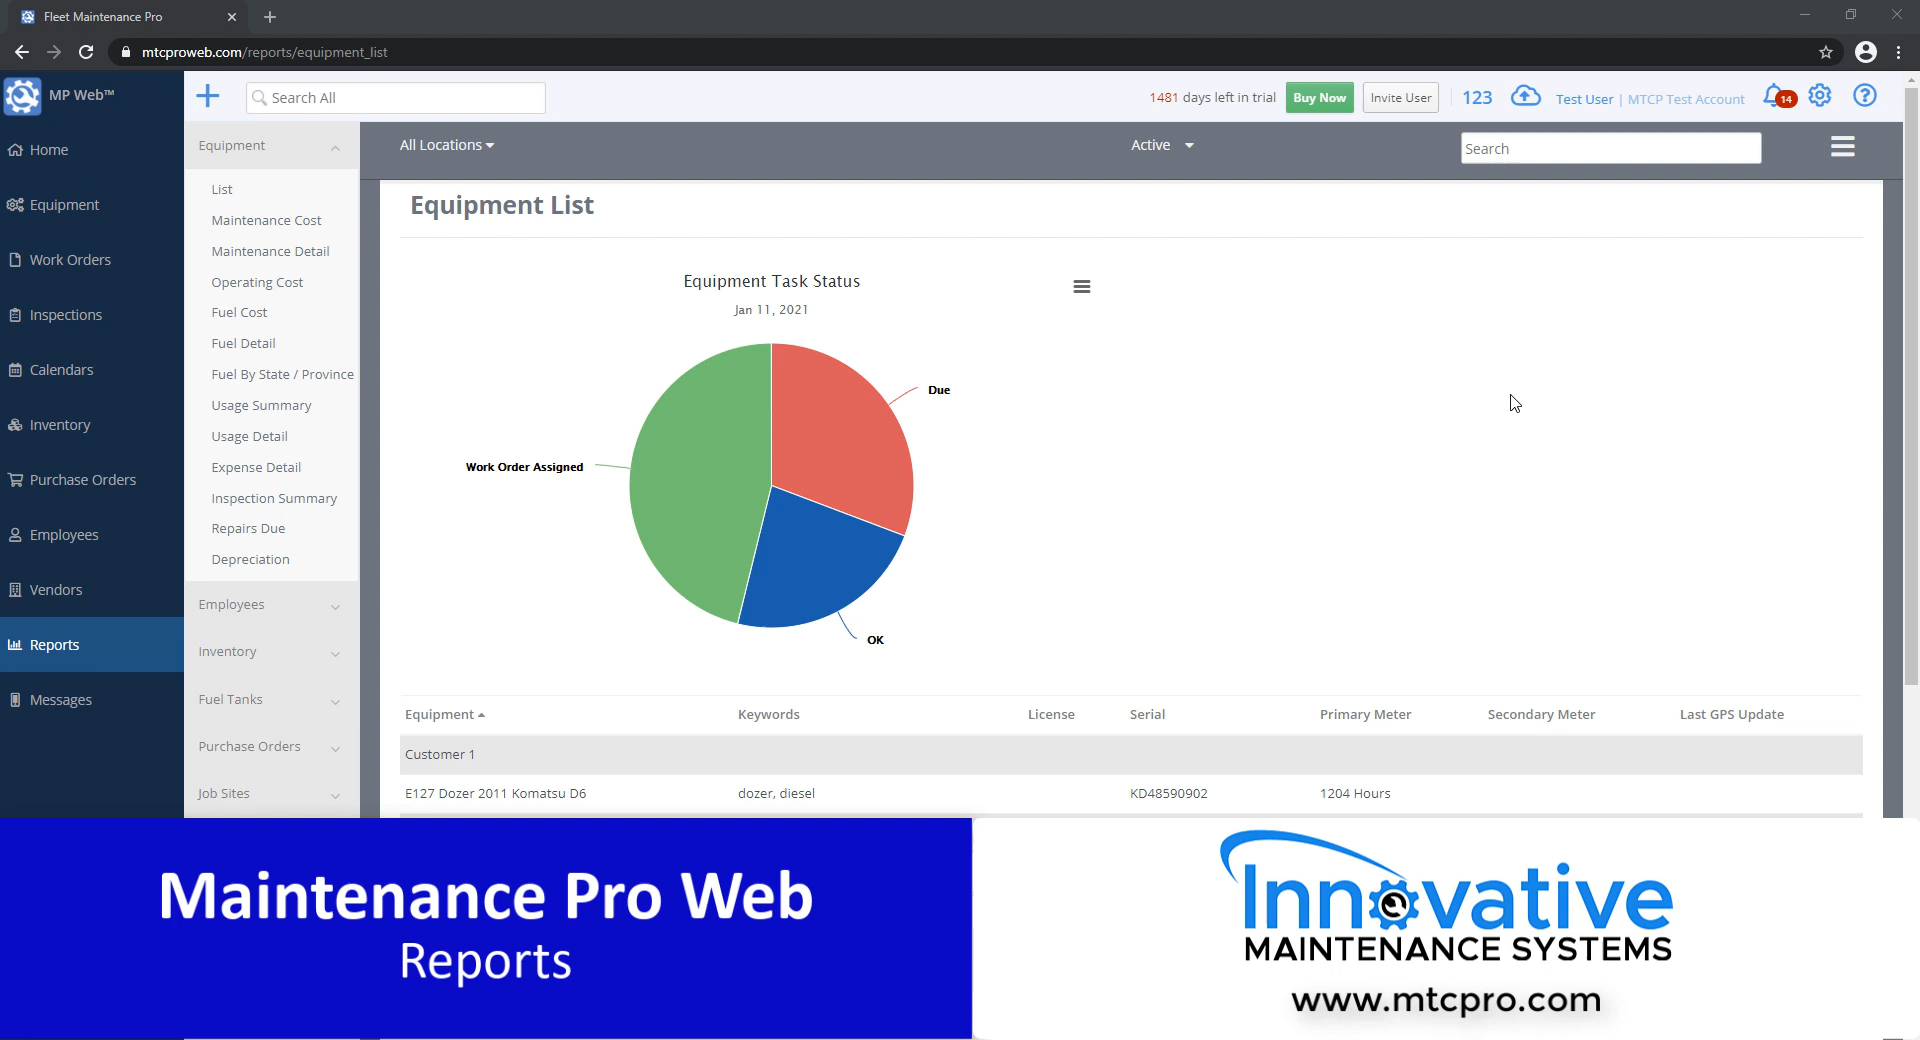 Fleet Maintenance Pro
mtcproweb.com/reports/equipment_list
MP Web™
Search All
1481 days left in trial
Buy Now
Invite User
123
Test User | MTCP Test Account
14
Home
Equipment
Work Orders
Inspections
Calendars
Inventory
Purchase Orders
Employees
Vendors
Reports
Messages
Equipment
List
Maintenance Cost
Maintenance Detail
Operating Cost
Fuel Cost
Fuel Detail
Fuel By State / Province
Usage Summary
Usage Detail
Expense Detail
Inspection Summary
Repairs Due
Depreciation
Employees
Inventory
Fuel Tanks
Purchase Orders
Job Sites
All Locations
Active
Search
Equipment List
Equipment Task Status
Jan 11, 2021
Due
Work Order Assigned
OK
Equipment Keywords License Serial Primary Meter Secondary Meter Last GPS Update
Customer 1
E127 Dozer 2011 Komatsu D6 dozer, diesel KD48590902 1204 Hours
Maintenance Pro Web
Reports
Innovative
MAINTENANCE SYSTEMS
www.mtcpro.com